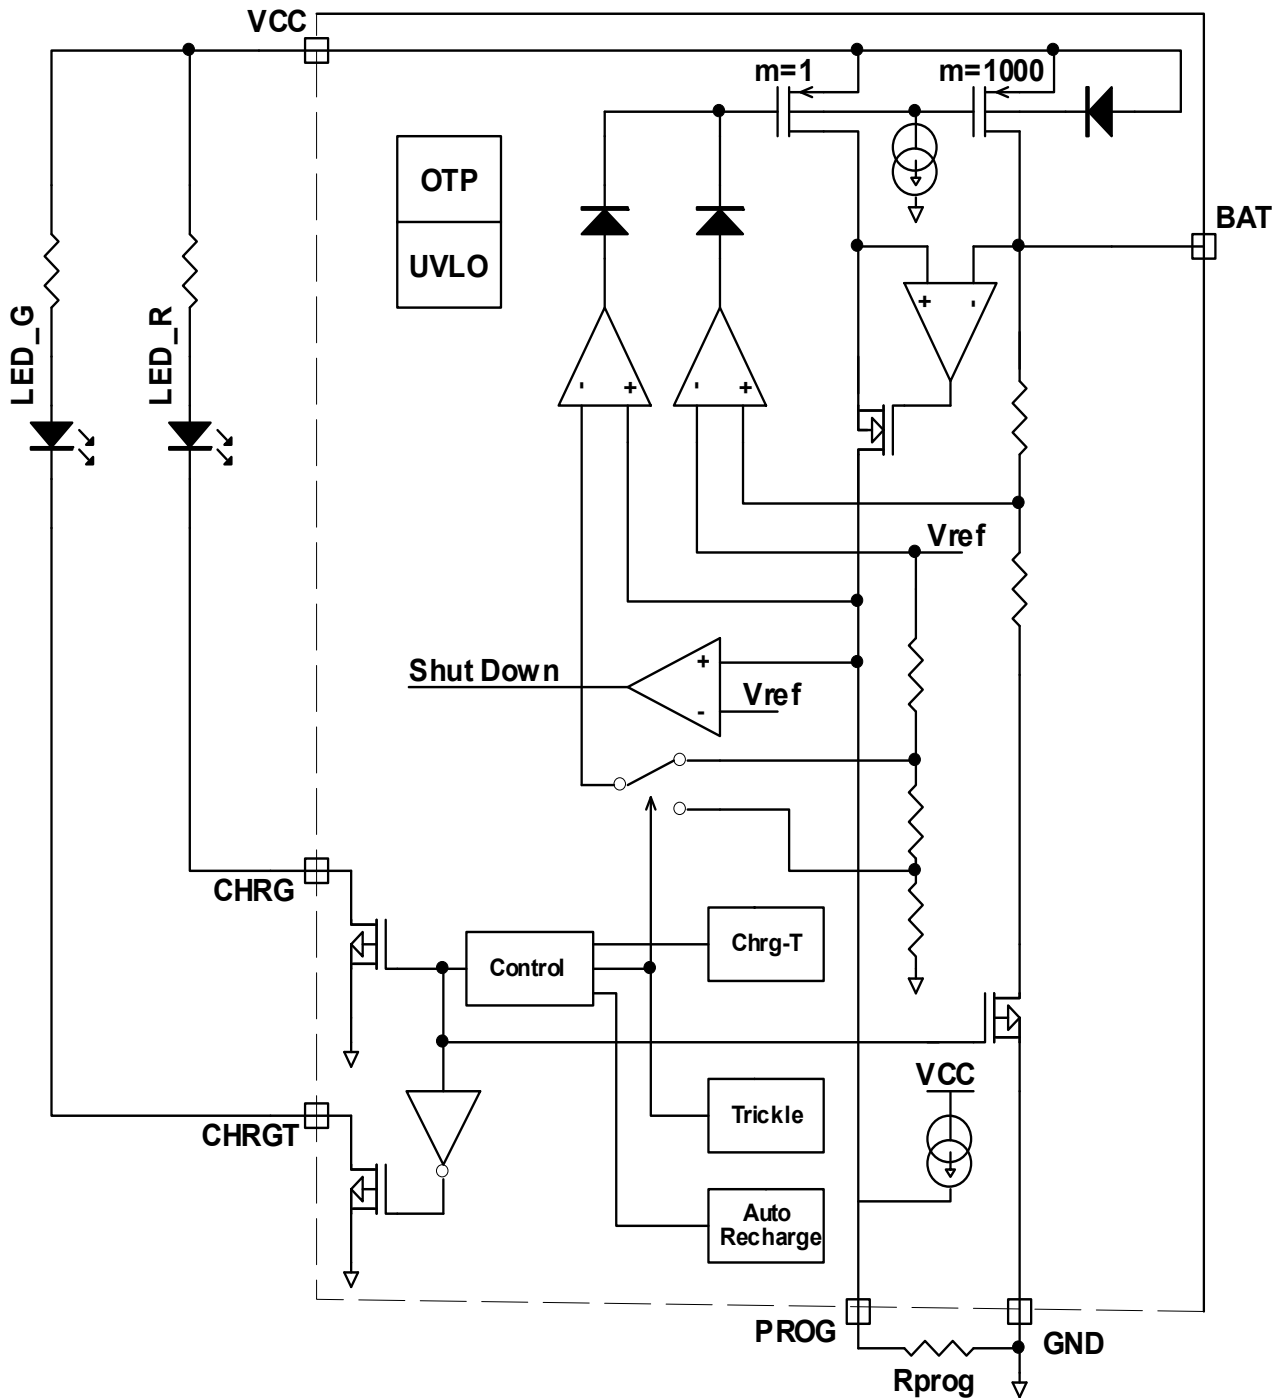 VCC
m=1
m=1000
OTP
BAT
UVLO
+
-
LED_G
LED_R
-
+
-
+
Vref
Shut Down
+
Vref
-
CHRG
Chrg-T
Control
VCC
Trickle
CHRGT
Auto
Recharge
PROG
GND
Rprog